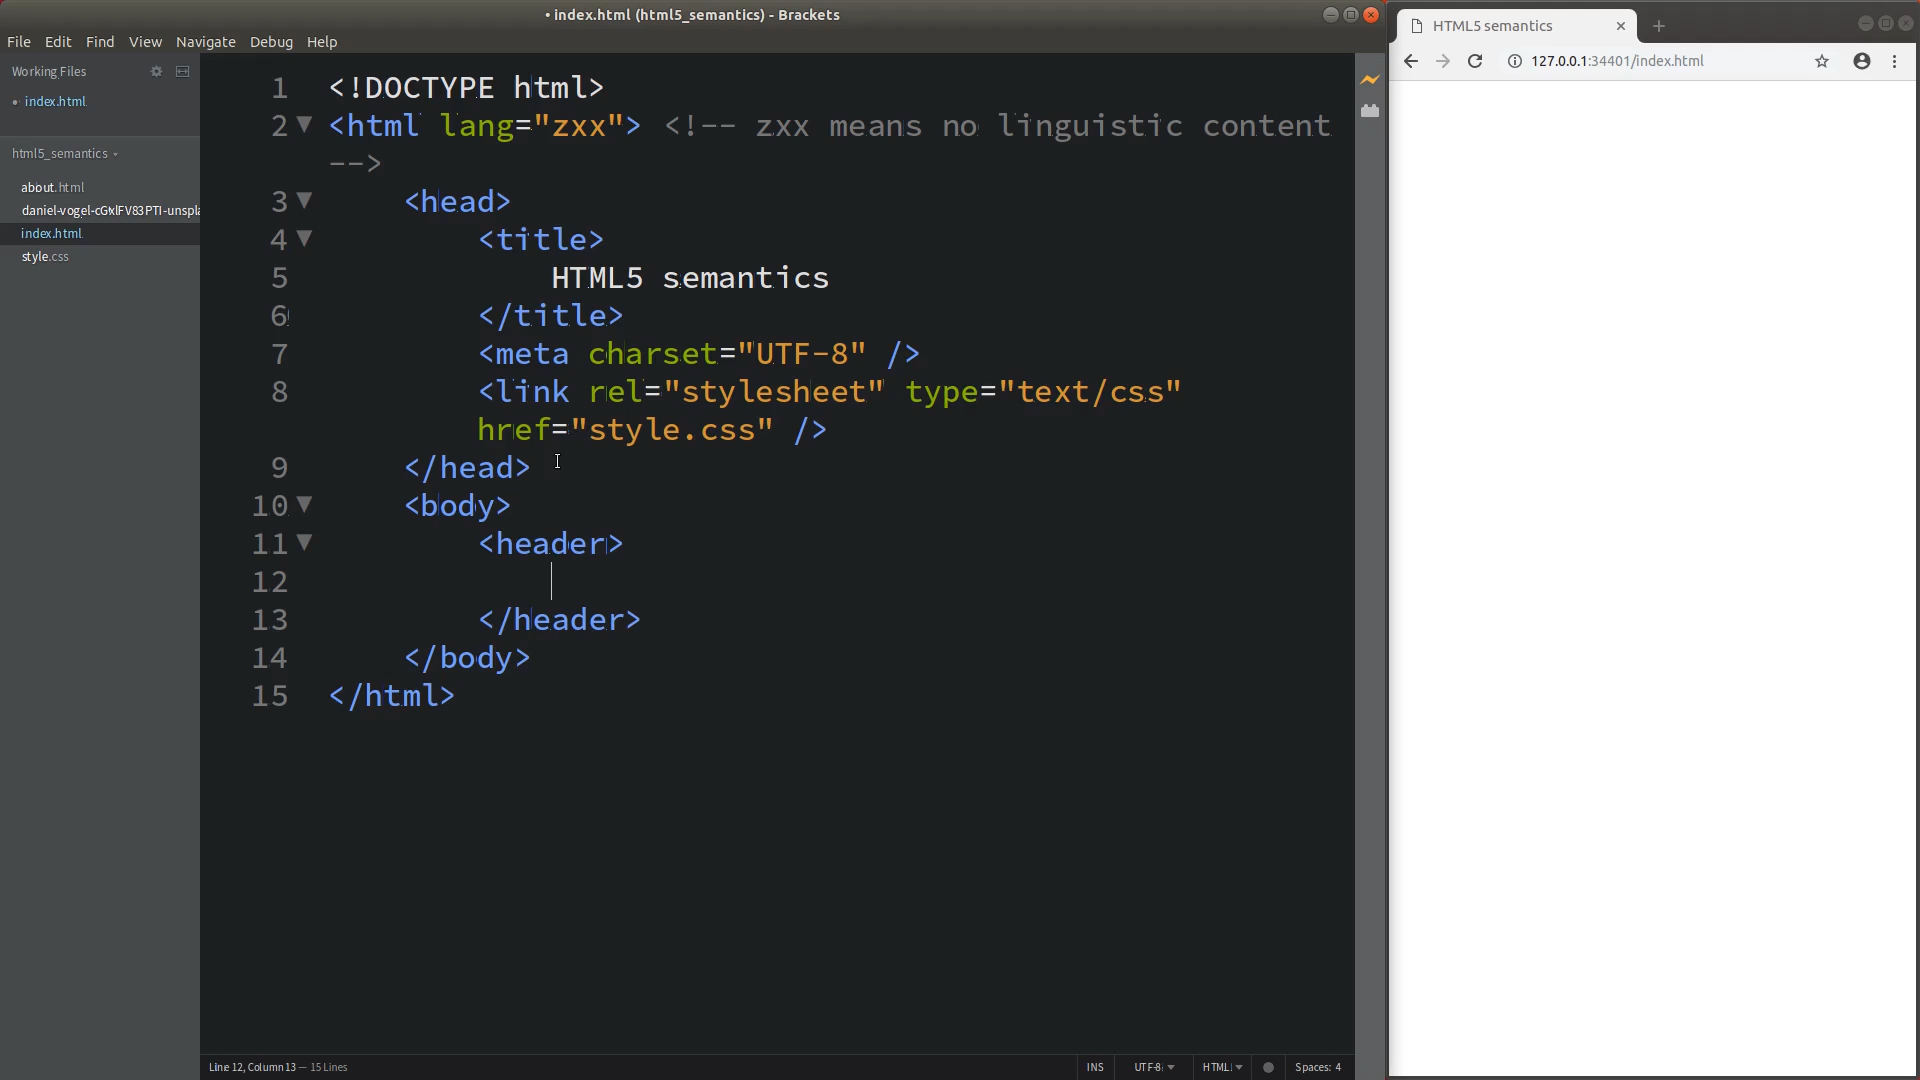 • index.html (html5_semantics) - Brackets
File Edit Find View Navigate Debug Help
Working Files
• index.html
html5_semantics
about.html
daniel-vogel-cGxlFV83PTI-unspla
index.html
style.css
1 <!DOCTYPE html>
2 <html lang="zxx"> <!-- zxx means no linguistic content
-->
3 <head>
4 <title>
5 HTML5 semantics
6 </title>
7 <meta charset="UTF-8" />
8 <link rel="stylesheet" type="text/css"
href="style.css" />
9 </head>
10 <body>
11 <header>
12
13 </header>
14 </body>
15 </html>
Line 12, Column 13 — 15 Lines
INS UTF-8 HTML Spaces: 4
HTML5 semantics
127.0.0.1:34401/index.html